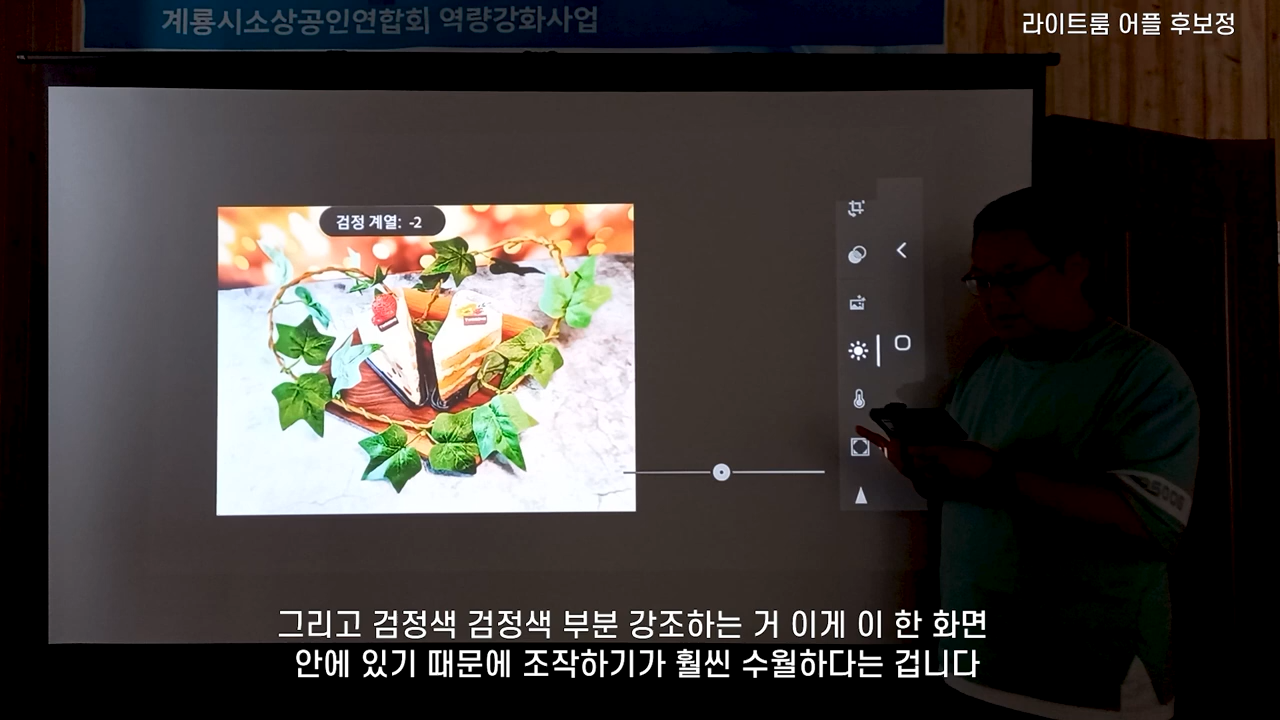 계룡시소상공인연합회 역량강화사업
라이트룸 어플 후보정
검정 계열: -2
그리고 검정색 검정색 부분 강조하는 거 이게 이 한 화면
안에 있기 때문에 조작하기가 훨씬 수월하다는 겁니다